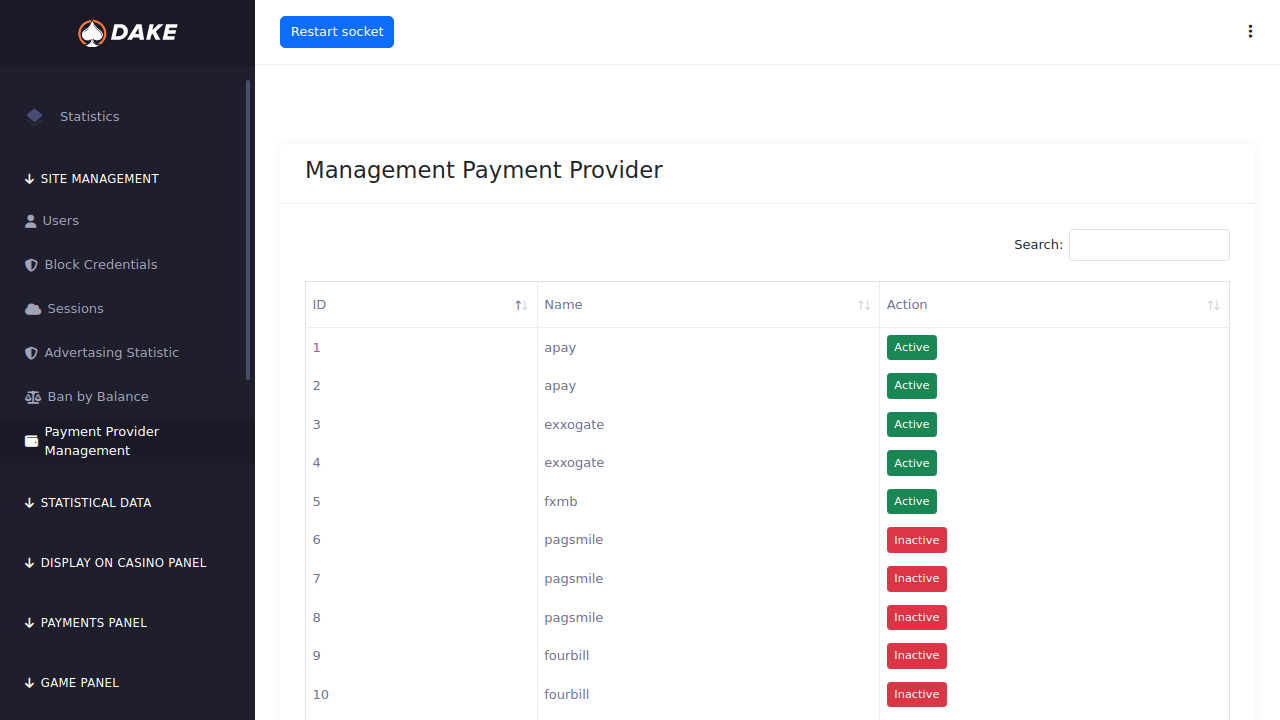 DAKE
Restart socket
Statistics
SITE MANAGEMENT
Users
Block Credentials
Sessions
Advertasing Statistic
Ban by Balance
Payment Provider
Management
STATISTICAL DATA
DISPLAY ON CASINO PANEL
PAYMENTS PANEL
GAME PANEL
Management Payment Provider
Search:
ID Name Action
1 apay Active
2 apay Active
3 exxogate Active
4 exxogate Active
5 fxmb Active
6 pagsmile Inactive
7 pagsmile Inactive
8 pagsmile Inactive
9 fourbill Inactive
10 fourbill Inactive